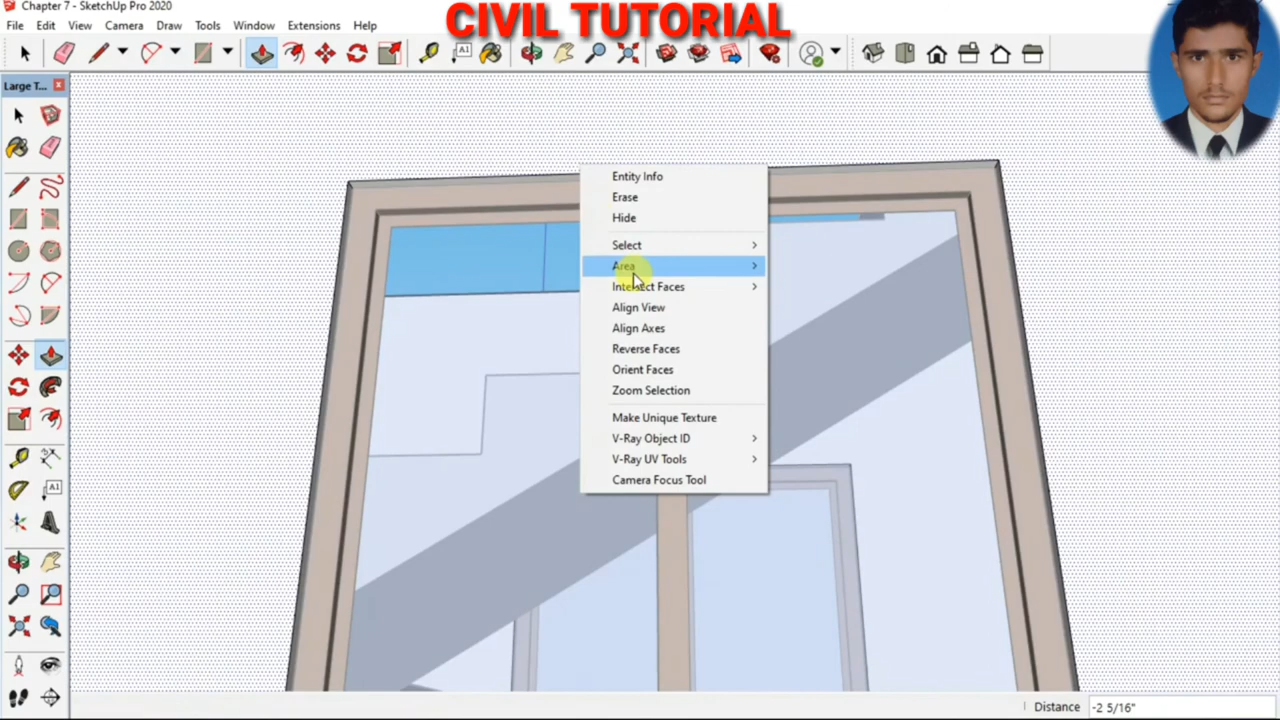 Chapter 7 - SketchUp Pro 2020
CIVIL TUTORIAL
File Edit View Camera Draw Tools Window Extensions Help
A1
Large T...
Entity Info
Erase
Hide
Select
Area
Intersect Faces
Align View
Align Axes
Reverse Faces
Orient Faces
Zoom Selection
Make Unique Texture
V-Ray Object ID
V-Ray UV Tools
Camera Focus Tool
A1
Distance -2 5/16"